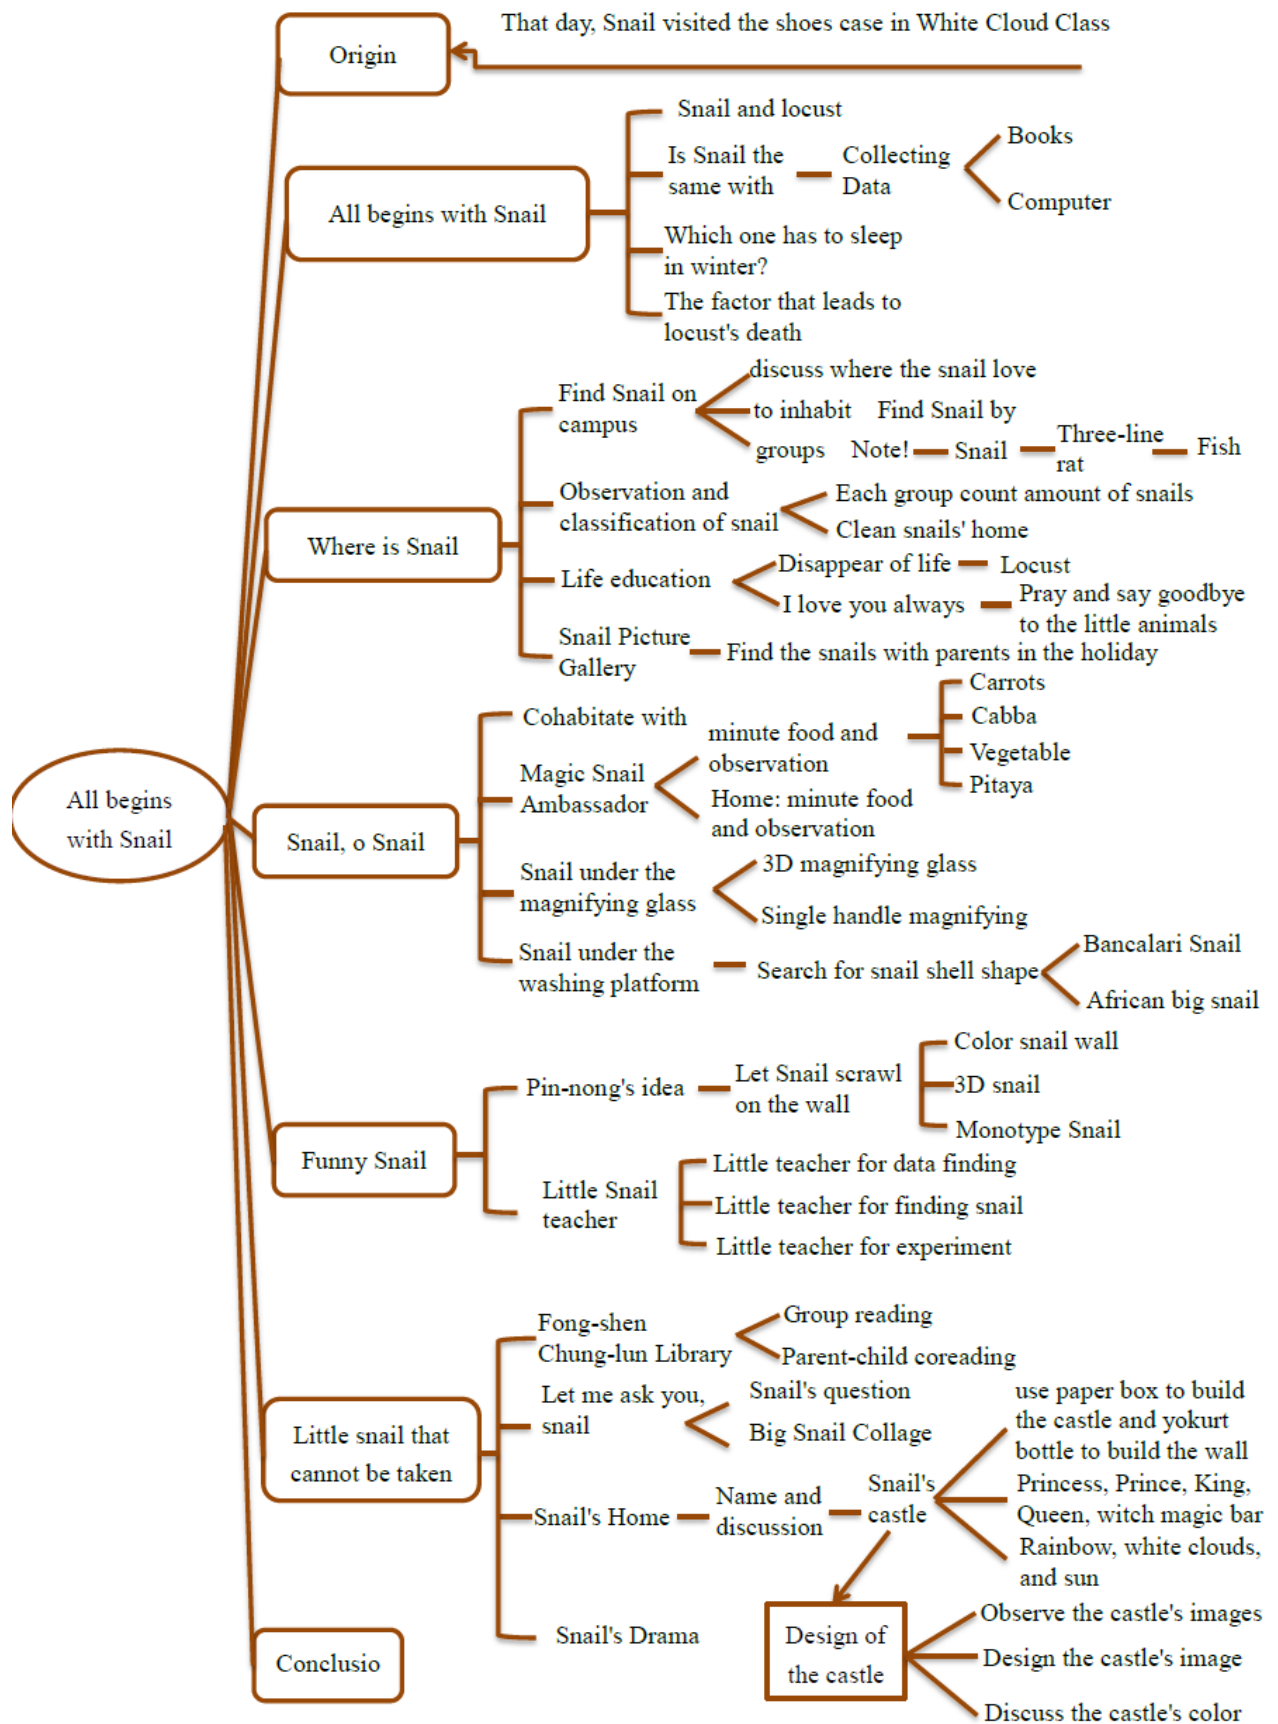 That day, Snail visited the shoes case in White Cloud Class
Origin
Snail and locust
Is Snail the
same with
Collecting
Data
Books
Computer
All begins with Snail
Which one has to sleep
in winter?
The factor that leads to
locust's death
Find Snail on
campus
discuss where the snail love
to inhabit Find Snail by
groups Note!
Snail
Three-line
rat
Fish
Observation and
classification of snail
Each group count amount of snails
Clean snails' home
Where is Snail
Life education
Disappear of life
Locust
I love you always
Pray and say goodbye
to the little animals
Snail Picture
Gallery
Find the snails with parents in the holiday
All begins
with Snail
Snail, o Snail
Cohabitate with
Magic Snail
Ambassador
minute food and
observation
Carrots
Cabba
Vegetable
Pitaya
Home: minute food
and observation
Snail under the
magnifying glass
3D magnifying glass
Single handle magnifying
Snail under the
washing platform
Search for snail shell shape
Bancalari Snail
African big snail
Funny Snail
Pin-nong's idea
Let Snail scrawl
on the wall
Color snail wall
3D snail
Monotype Snail
Little Snail
teacher
Little teacher for data finding
Little teacher for finding snail
Little teacher for experiment
Little snail that
cannot be taken
Fong-shen
Chung-lun Library
Group reading
Parent-child coreading
Let me ask you,
snail
Snail's question
Big Snail Collage
Snail's Home
Name and
discussion
Snail's
castle
use paper box to build
the castle and yokurt
bottle to build the wall
Princess, Prince, King,
Queen, witch magic bar
Rainbow, white clouds,
and sun
Snail's Drama
Design of
the castle
Observe the castle's images
Design the castle's image
Discuss the castle's color
Conclusio